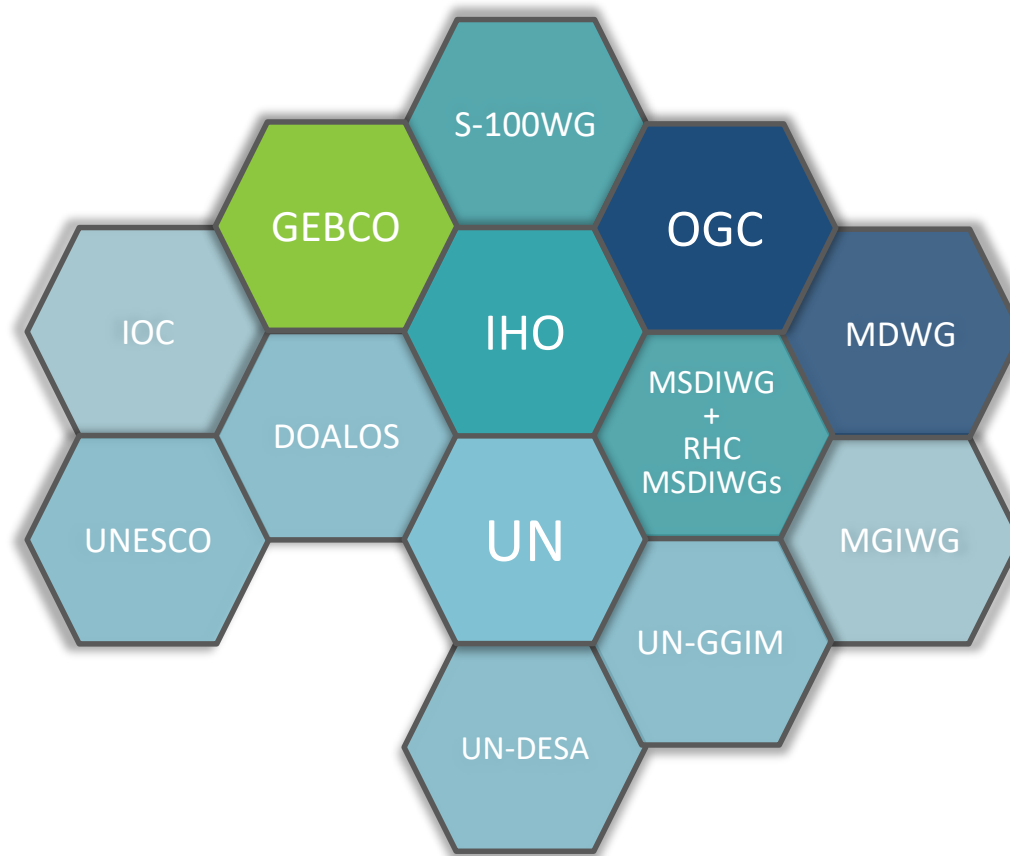 S-100WG
GEBCO
OGC
IOC
IHO
MDWG
DOALOS
MSDIWG
+
RHC
MSDIWGs
UNESCO
UN
MGIWG
UN-GGIM
UN-DESA